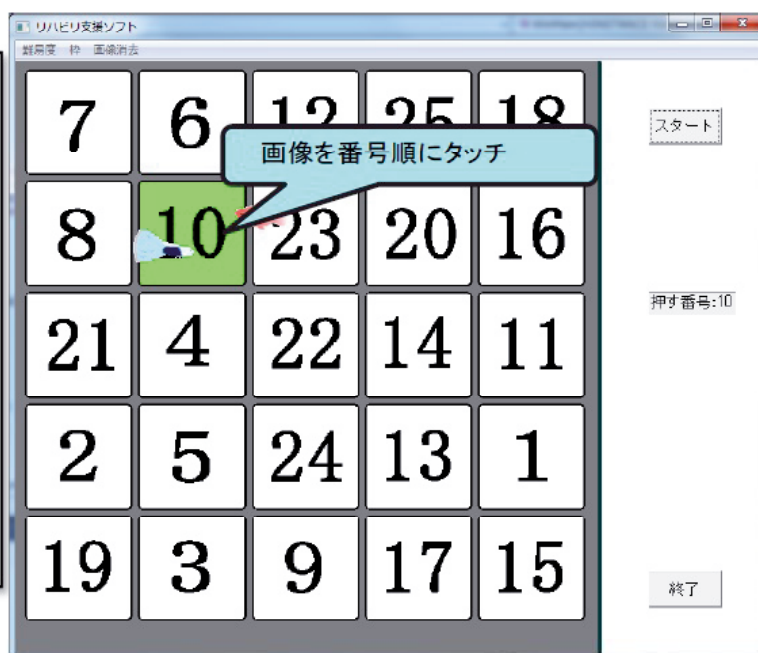 リハビリ支援ソフト
難易度 枠 画像消去
7 6 12 25 18
スタート
画像を番号順にタッチ
8 10 23 20 16
押す番号:10
21 4 22 14 11
2 5 24 13 1
19 3 9 17 15
終了